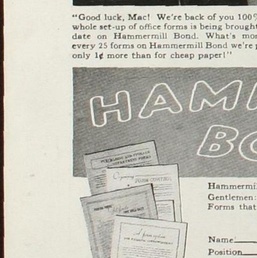 "Good luck, Mac! We're back of you 100%
whole set-up of office forms is being brought
date on Hammermill Bond. What's mor
every 25 forms on Hammermill Bond we're p
only 1¢ more than for cheap paper!"
HAM
BO
Hammermi
Gentlemen:
Forms that
Name
Position